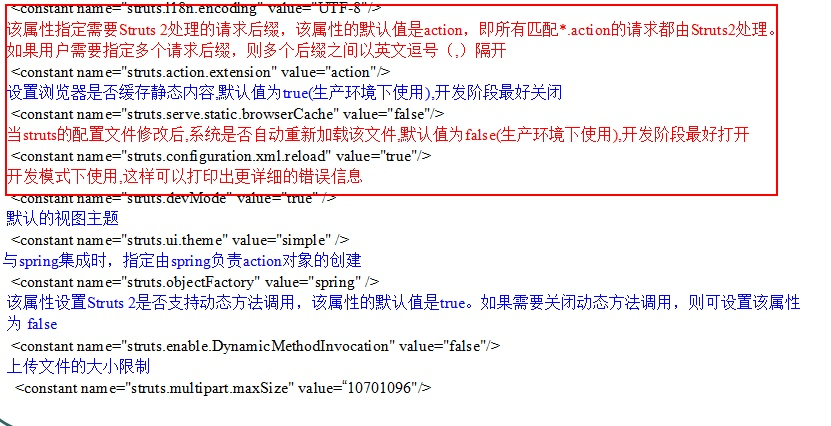 <constant name="struts.i18n.encoding" value="UTF-8"/>
该属性指定需要Struts 2处理的请求后缀，该属性的默认值是action，即所有匹配*.action的请求都由Struts2处理。
如果用户需要指定多个请求后缀，则多个后缀之间以英文逗号（,）隔开
<constant name="struts.action.extension" value="action"/>
设置浏览器是否缓存静态内容,默认值为true(生产环境下使用),开发阶段最好关闭
<constant name="struts.serve.static.browserCache" value="false"/>
当struts的配置文件修改后,系统是否自动重新加载该文件,默认值为false(生产环境下使用),开发阶段最好打开
<constant name="struts.configuration.xml.reload" value="true"/>
开发模式下使用,这样可以打印出更详细的错误信息
<constant name="struts.devMode" value="true" />
默认的视图主题
<constant name="struts.ui.theme" value="simple" />
与spring集成时，指定由spring负责action对象的创建
<constant name="struts.objectFactory" value="spring" />
该属性设置Struts 2是否支持动态方法调用，该属性的默认值是true。如果需要关闭动态方法调用，则可设置该属性
为 false
<constant name="struts.enable.DynamicMethodInvocation" value="false"/>
上传文件的大小限制
<constant name="struts.multipart.maxSize" value=“10701096"/>